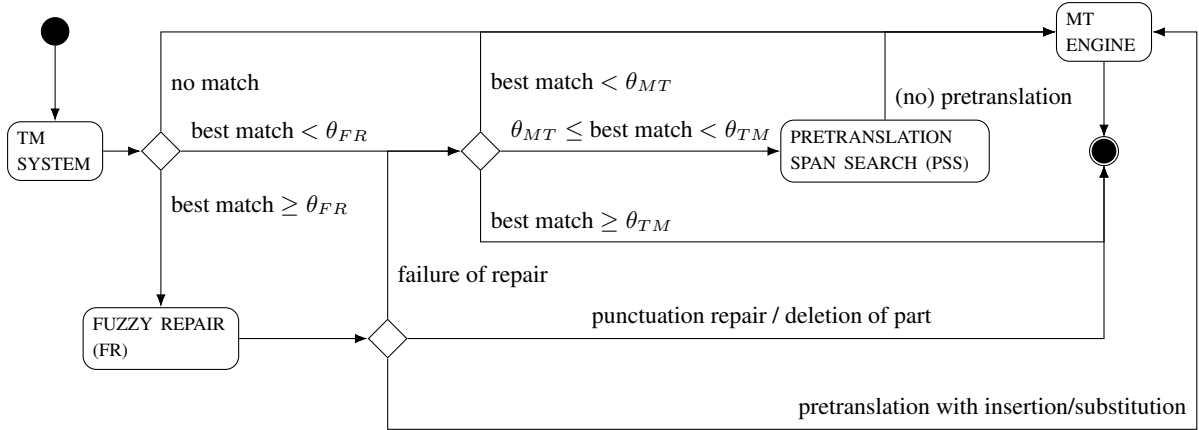 MT
ENGINE
no match
best match < θ_MT
(no) pretranslation
TM
SYSTEM
best match < θ_FR
θ_MT ≤ best match < θ_TM
PRETRANSLATION
SPAN SEARCH (PSS)
best match ≥ θ_FR
best match ≥ θ_TM
failure of repair
FUZZY REPAIR
(FR)
punctuation repair / deletion of part
pretranslation with insertion/substitution